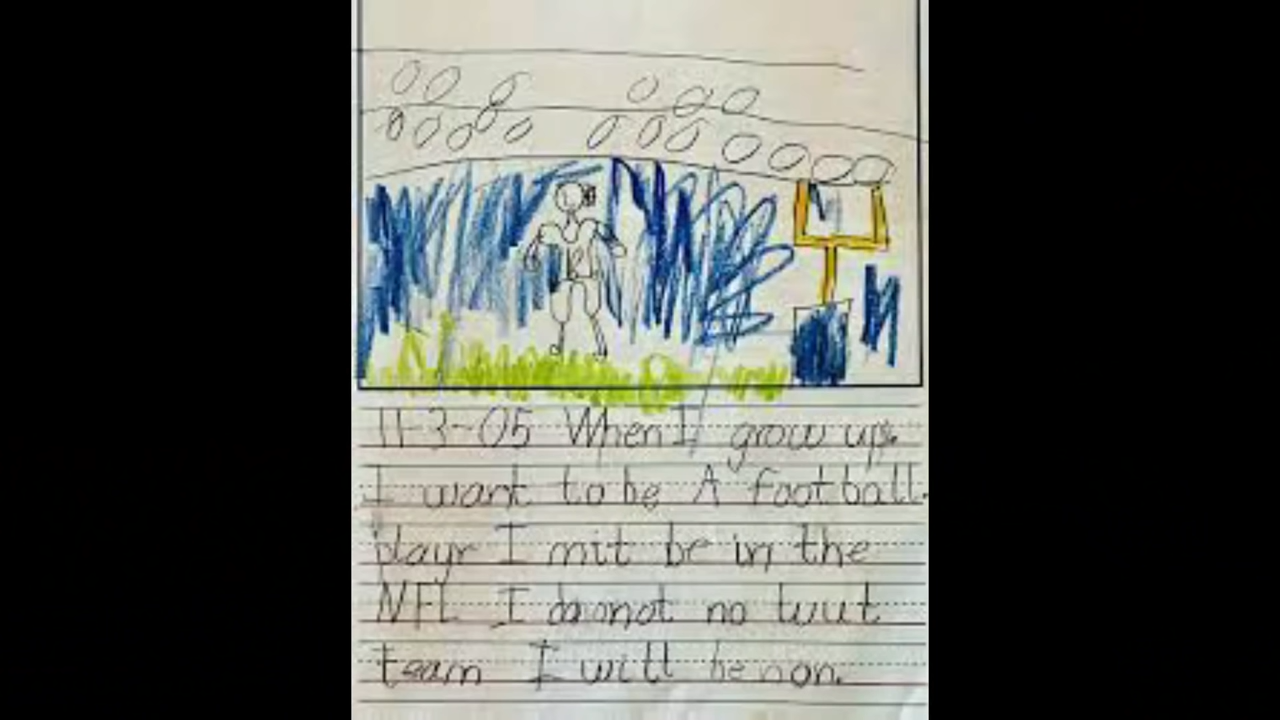 11-3-05 When I grow up.
I want to be A football
playr I mit be in the
NFL I do not no wut
team I will be non.